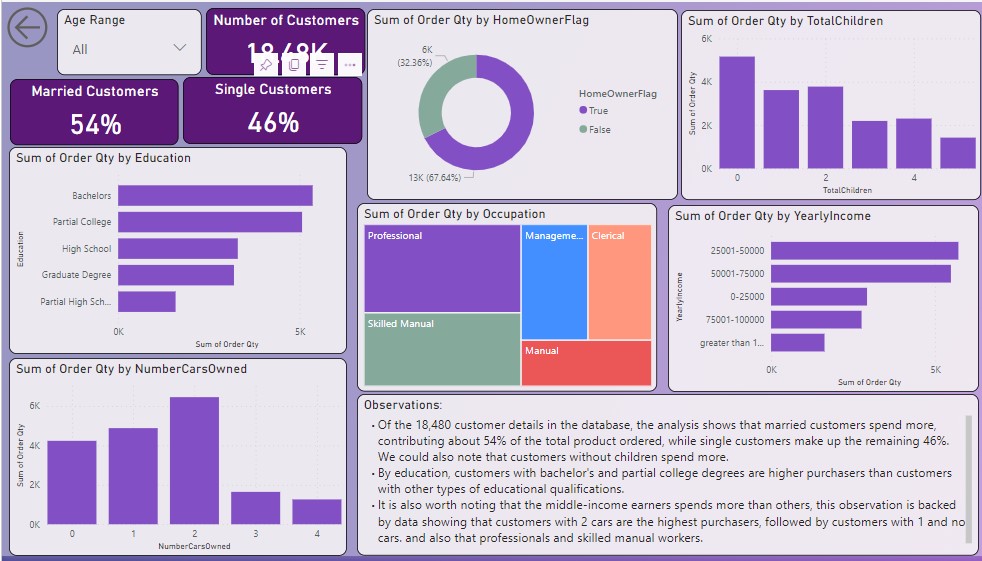 Age Range
All
Number of Customers
18.48K
Married Customers
54%
Single Customers
46%
Sum of Order Qty by HomeOwnerFlag
6K
(32.36%)
13K (67.64%)
HomeOwnerFlag
True
False
Sum of Order Qty by TotalChildren
Sum of Order Qty
6K
4K
2K
0K
0
2
4
TotalChildren
Sum of Order Qty by Education
Education
Bachelors
Partial College
High School
Graduate Degree
Partial High Sch...
0K
5K
Sum of Order Qty
Sum of Order Qty by Occupation
Professional
Manageme...
Clerical
Skilled Manual
Manual
Sum of Order Qty by YearlyIncome
YearlyIncome
25001-50000
50001-75000
0-25000
75001-100000
greater than 1...
0K
5K
Sum of Order Qty
Sum of Order Qty by NumberCarsOwned
Sum of Order Qty
6K
4K
2K
0K
0
1
2
3
4
NumberCarsOwned
Observations:
• Of the 18,480 customer details in the database, the analysis shows that married customers spend more,
contributing about 54% of the total product ordered, while single customers make up the remaining 46%.
We could also note that customers without children spend more.
• By education, customers with bachelor's and partial college degrees are higher purchasers than customers
with other types of educational qualifications.
• It is also worth noting that the middle-income earners spends more than others, this observation is backed
by data showing that customers with 2 cars are the highest purchasers, followed by customers with 1 and no
cars. and also that professionals and skilled manual workers.